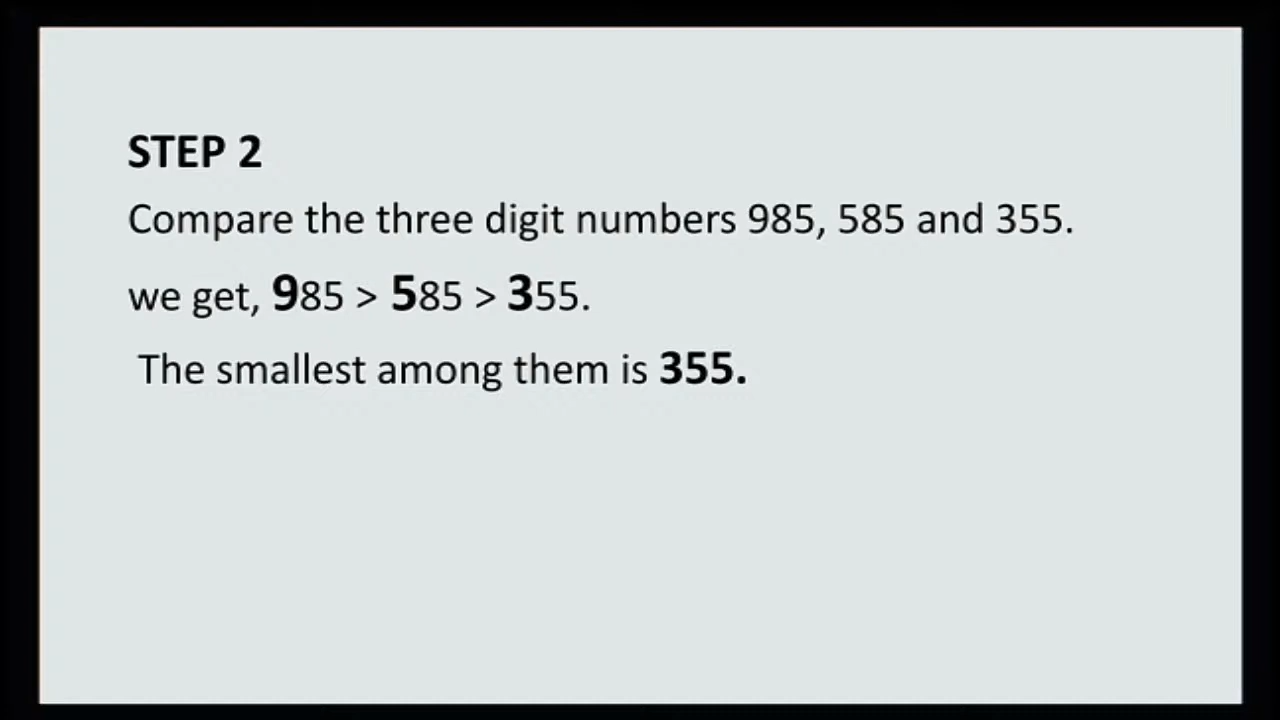 STEP 2
Compare the three digit numbers 985, 585 and 355.
we get, 985 > 585 > 355.
The smallest among them is 355.